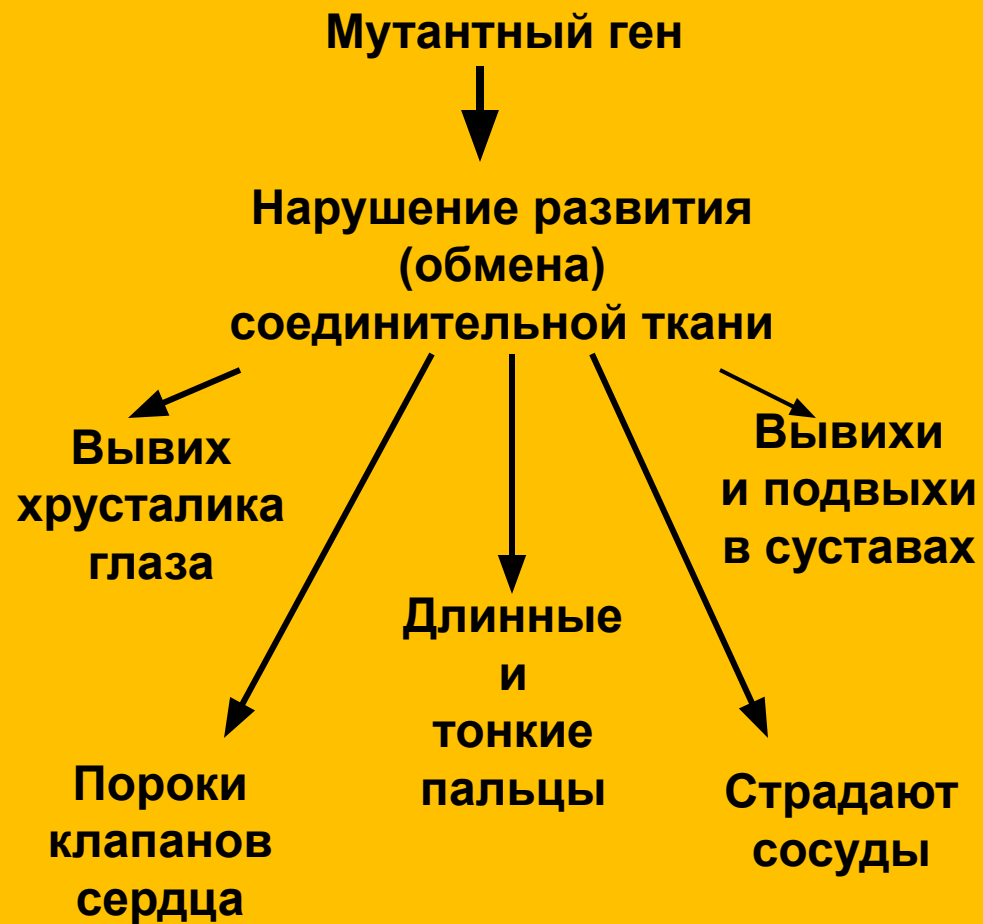 Мутантный ген
Нарушение развития
(обмена)
соединительной ткани
Вывих
хрусталика
глаза
Вывихи
и подвыхи
в суставах
Длинные
и
тонкие
пальцы
Пороки
клапанов
сердца
Страдают
сосуды